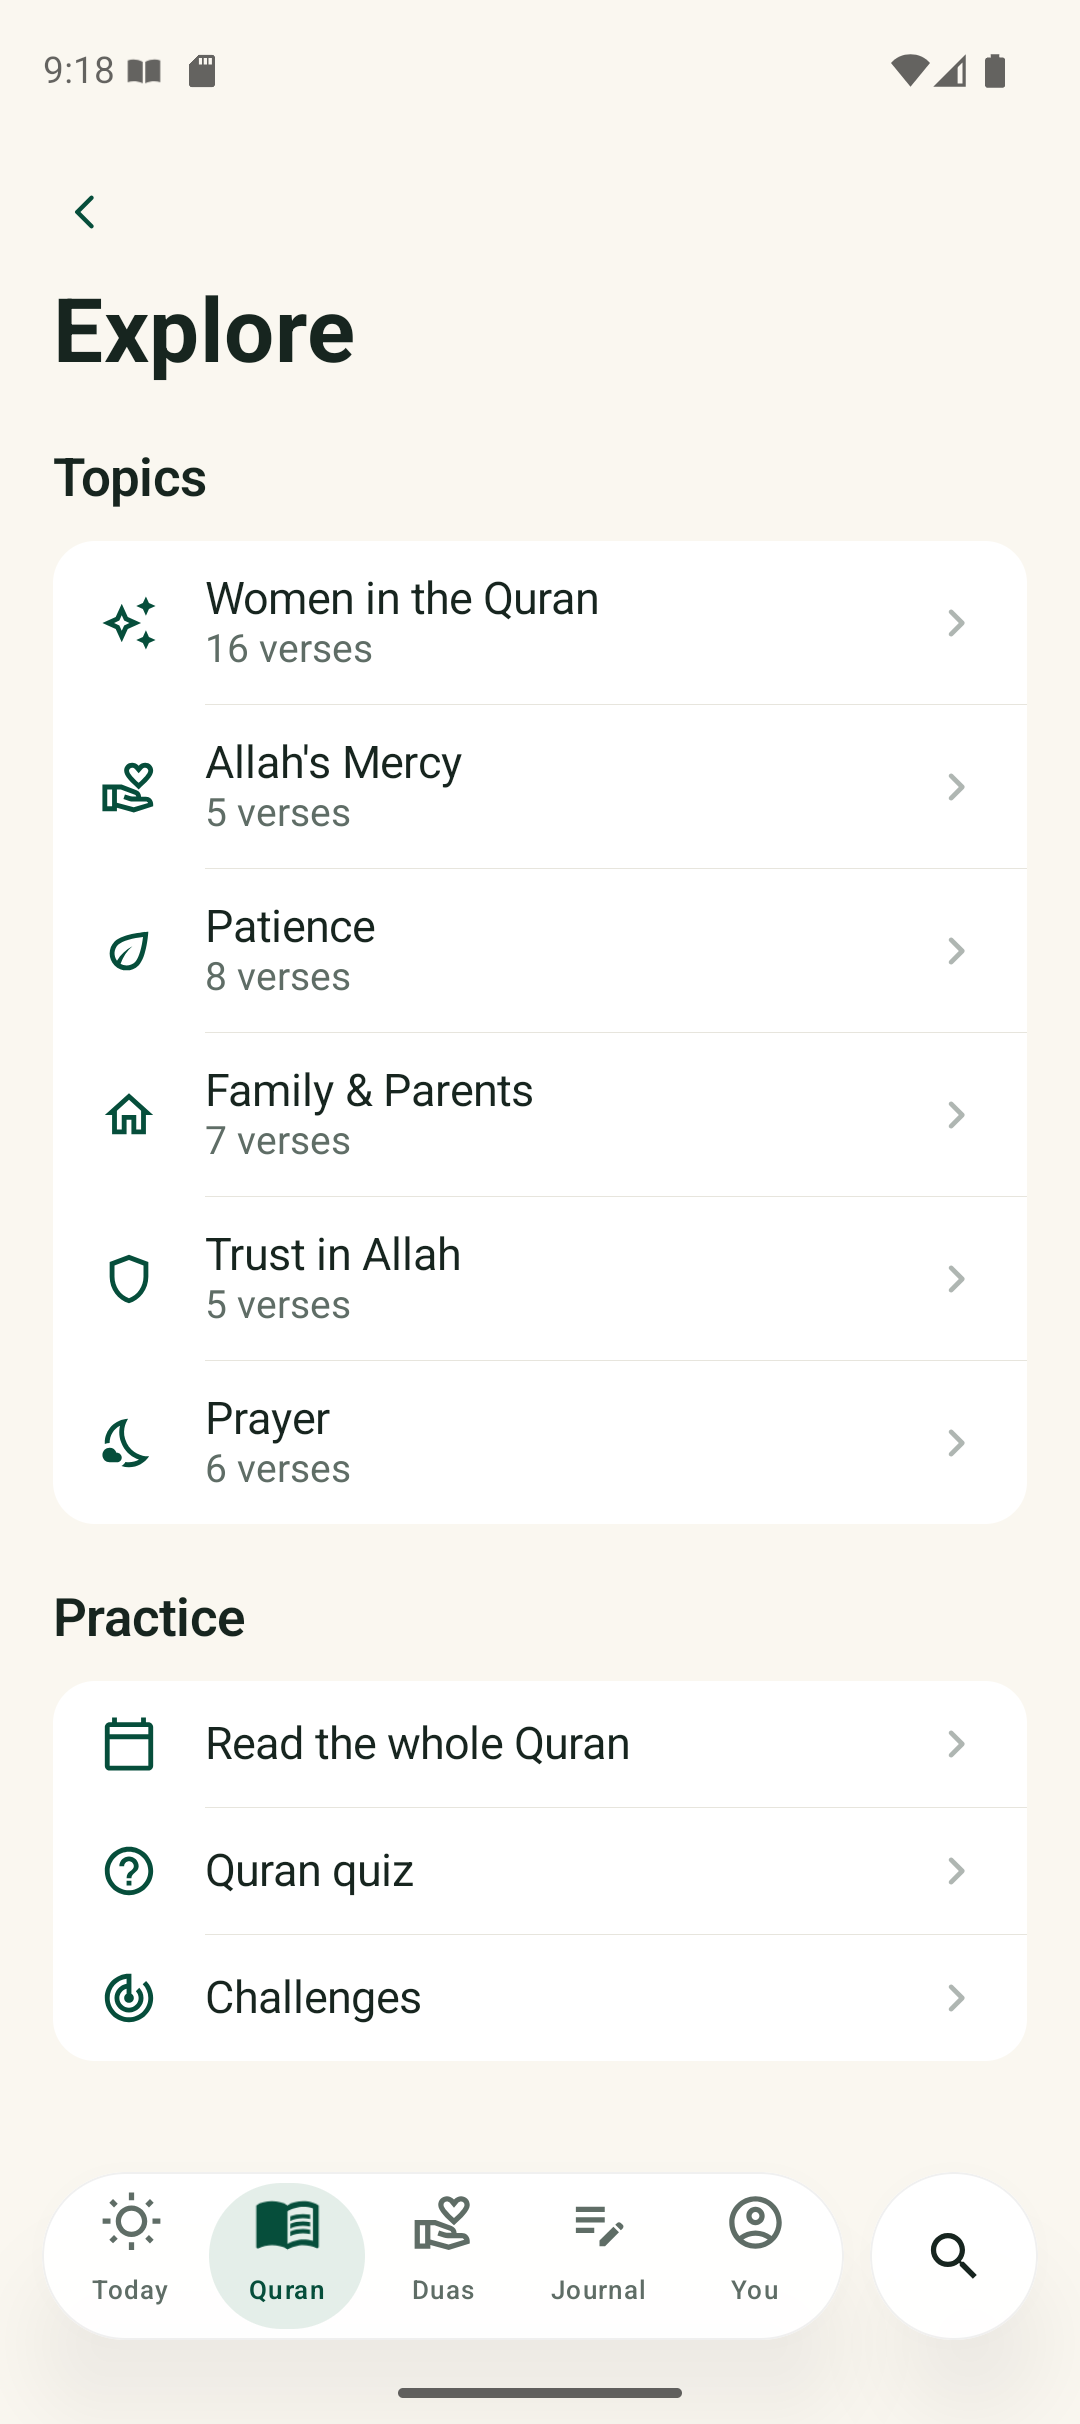 9:18
Explore
Topics
Women in the Quran
16 verses
Allah's Mercy
5 verses
Patience
8 verses
Family & Parents
7 verses
Trust in Allah
5 verses
Prayer
6 verses
Practice
Read the whole Quran
Quran quiz
Challenges
Today
Quran
Duas
Journal
You